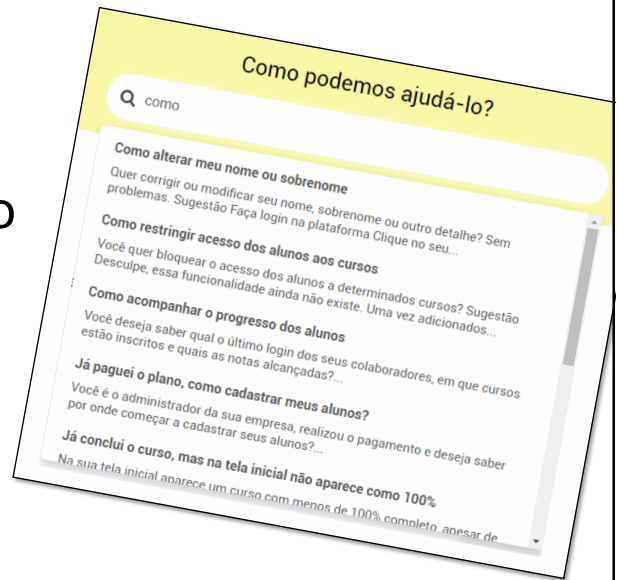 Como podemos ajudá-lo?
como
Como alterar meu nome ou sobrenome
Quer corrigir ou modificar seu nome, sobrenome ou outro detalhe? Sem
problemas. Sugestão Faça login na plataforma Clique no seu...
Como restringir acesso dos alunos aos cursos
Você quer bloquear o acesso dos alunos a determinados cursos? Sugestão
Desculpe, essa funcionalidade ainda não existe. Uma vez adicionados...
Como acompanhar o progresso dos alunos
Você deseja saber qual o último login dos seus colaboradores, em que cursos
estão inscritos e quais as notas alcançadas?...
Já paguei o plano, como cadastrar meus alunos?
Você é o administrador da sua empresa, realizou o pagamento e deseja saber
por onde começar a cadastrar seus alunos?...
Já conclui o curso, mas na tela inicial não aparece como 100%
Na sua tela inicial aparece um curso com menos de 100% completo, apesar de
o